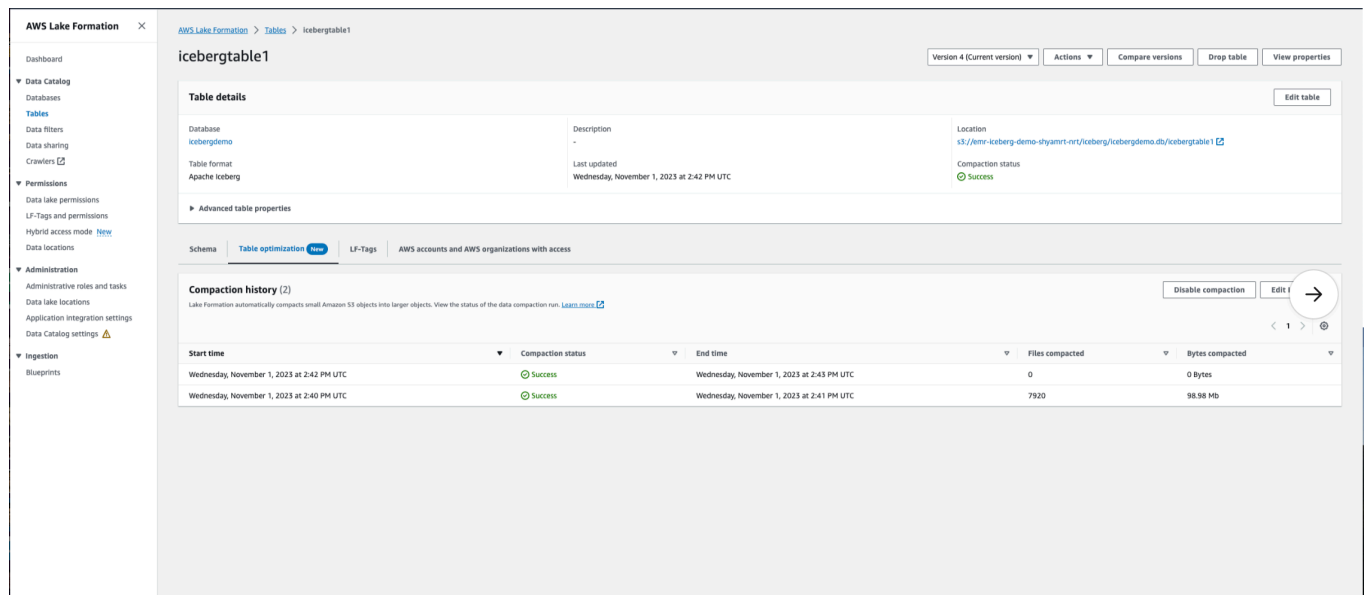 AWS Lake Formation
Dashboard
Data Catalog
Databases
Tables
Data filters
Data sharing
Crawlers
Permissions
Data lake permissions
LF-Tags and permissions
Hybrid access mode New
Data locations
Administration
Administrative roles and tasks
Data lake locations
Application integration settings
Data Catalog settings
Ingestion
Blueprints
AWS Lake Formation > Tables > icebergtable1
icebergtable1
Version 4 (Current version) Actions Compare versions Drop table View properties
Table details Edit table
Database Description Location
icebergdemo - s3://emr-iceberg-demo-shyamrt-nrt/iceberg/icebergdemo.db/icebergtable1
Table format Last updated Compaction status
Apache Iceberg Wednesday, November 1, 2023 at 2:42 PM UTC Success
Advanced table properties
Schema Table optimization New LF-Tags AWS accounts and AWS organizations with access
Compaction history (2) Disable compaction Edit
Lake Formation automatically compacts small Amazon S3 objects into larger objects. View the status of the data compaction run. Learn more
< 1 >
Start time Compaction status End time Files compacted Bytes compacted
Wednesday, November 1, 2023 at 2:42 PM UTC Success Wednesday, November 1, 2023 at 2:43 PM UTC 0 0 Bytes
Wednesday, November 1, 2023 at 2:40 PM UTC Success Wednesday, November 1, 2023 at 2:41 PM UTC 7920 98.98 Mb